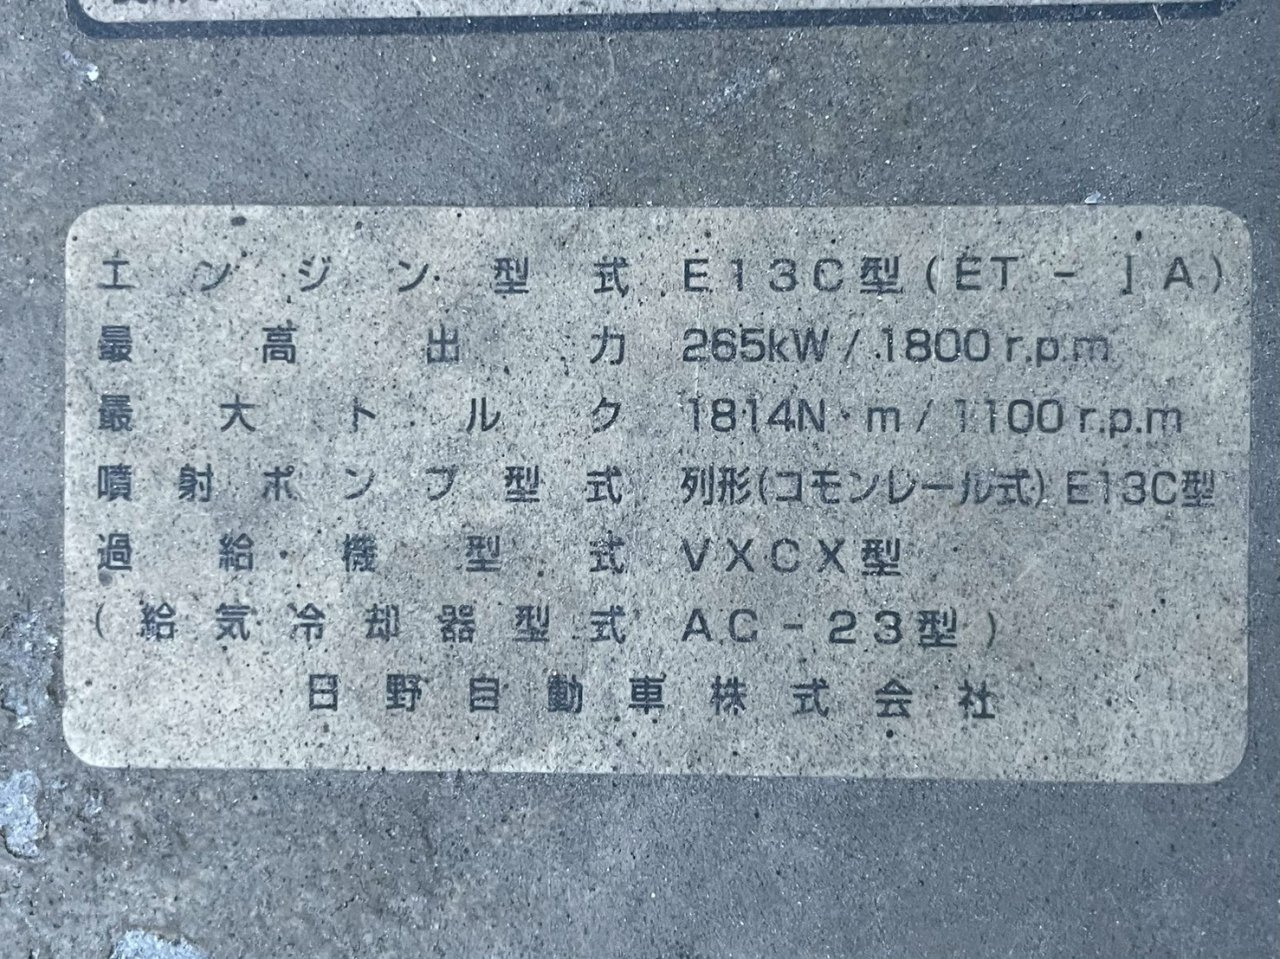 エンジン型式 E13C型(ET-ⅠA)
最高出力 265kW/1800r.p.m
最大トルク 1814N・m/1100r.p.m
噴射ポンプ型式 列形(コモンレール式) E13C型
過給機型式 VXCX型
(給気冷却器型式 AC-23型)
日野自動車株式会社